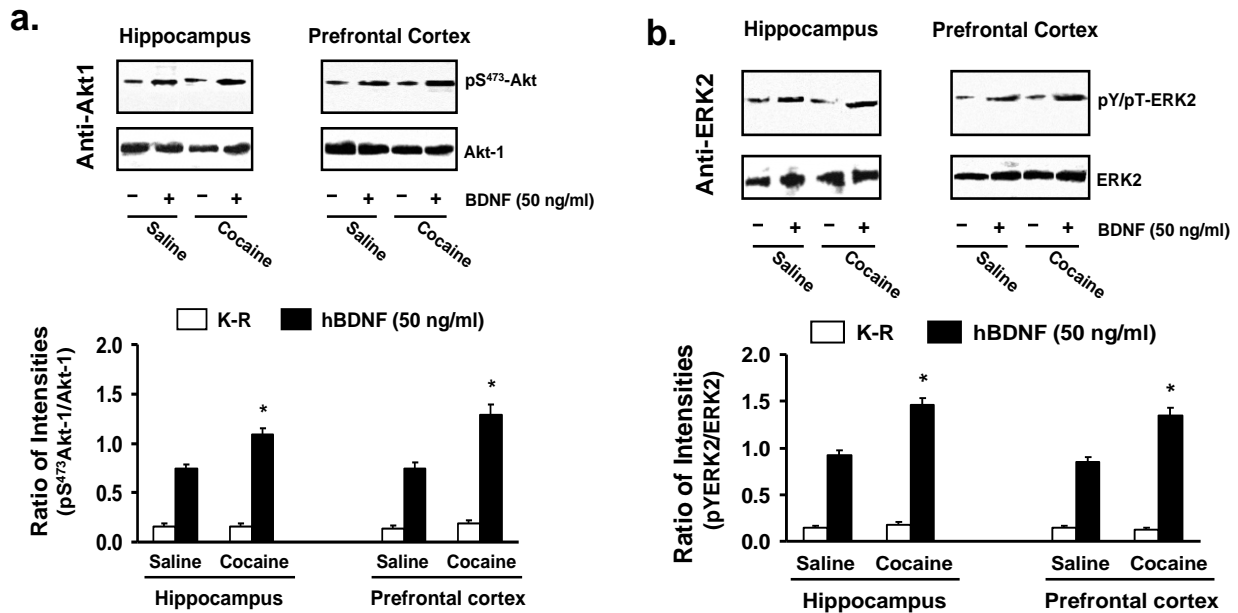 a.
Hippocampus Prefrontal Cortex
Anti-Akt1
pS473-Akt
Akt-1
– + – + – + – + BDNF (50 ng/ml)
Saline Cocaine Saline Cocaine
K-R hBDNF (50 ng/ml)
Ratio of Intensities
(pS473Akt-1/Akt-1)
2.0
1.5
1.0
0.5
0.0
* *
Saline Cocaine Saline Cocaine
Hippocampus Prefrontal cortex
b.
Hippocampus Prefrontal Cortex
Anti-ERK2
pY/pT-ERK2
ERK2
– + – + – + – + BDNF (50 ng/ml)
Saline Cocaine Saline Cocaine
K-R hBDNF (50 ng/ml)
Ratio of Intensities
(pYERK2/ERK2)
2.0
1.5
1.0
0.5
0.0
* *
Saline Cocaine Saline Cocaine
Hippocampus Prefrontal cortex